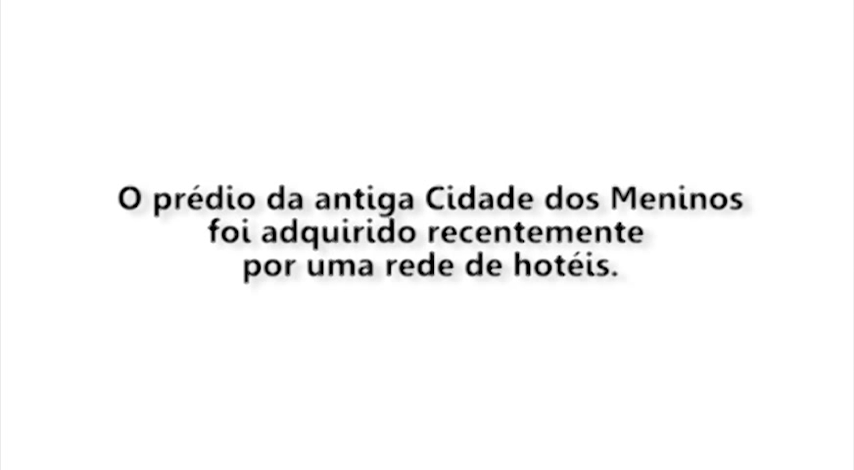 O prédio da antiga Cidade dos Meninos
foi adquirido recentemente
por uma rede de hotéis.